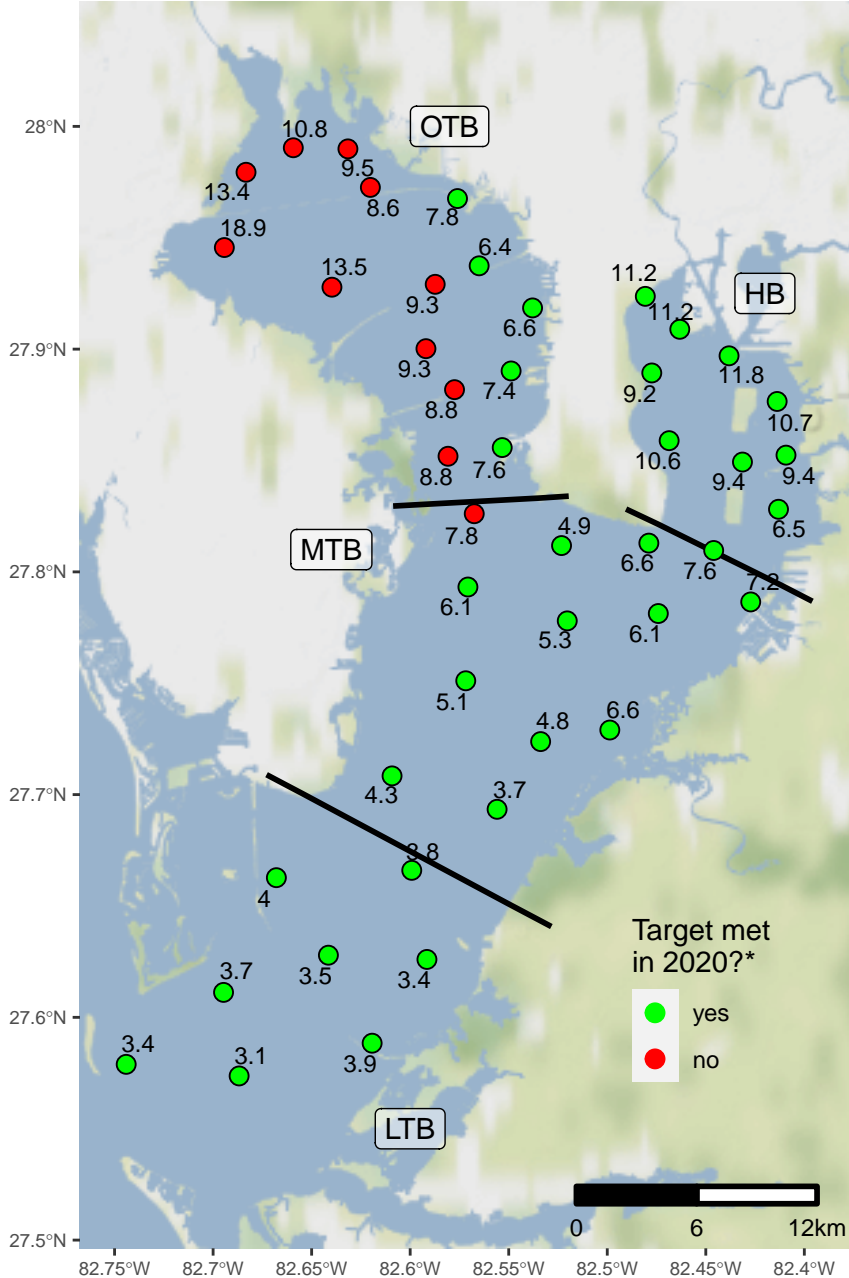 28°N
27.9°N
27.8°N
27.7°N
27.6°N
27.5°N
OTB
10.8
9.5
13.4
8.6
7.8
18.9
6.4
13.5
9.3
6.6
9.3
7.4
8.8
8.8
7.6
HB
11.2
11.2
11.8
9.2
10.7
10.6
9.4
9.4
6.5
MTB
7.8
4.9
6.6
7.6
7.2
6.1
5.3
6.1
5.1
4.8
6.6
4.3
3.7
3.8
4
3.5
3.4
3.7
3.4
3.1
3.9
LTB
Target met
in 2020?*
yes
no
0 6 12km
82.75°W 82.7°W 82.65°W 82.6°W 82.55°W 82.5°W 82.45°W 82.4°W